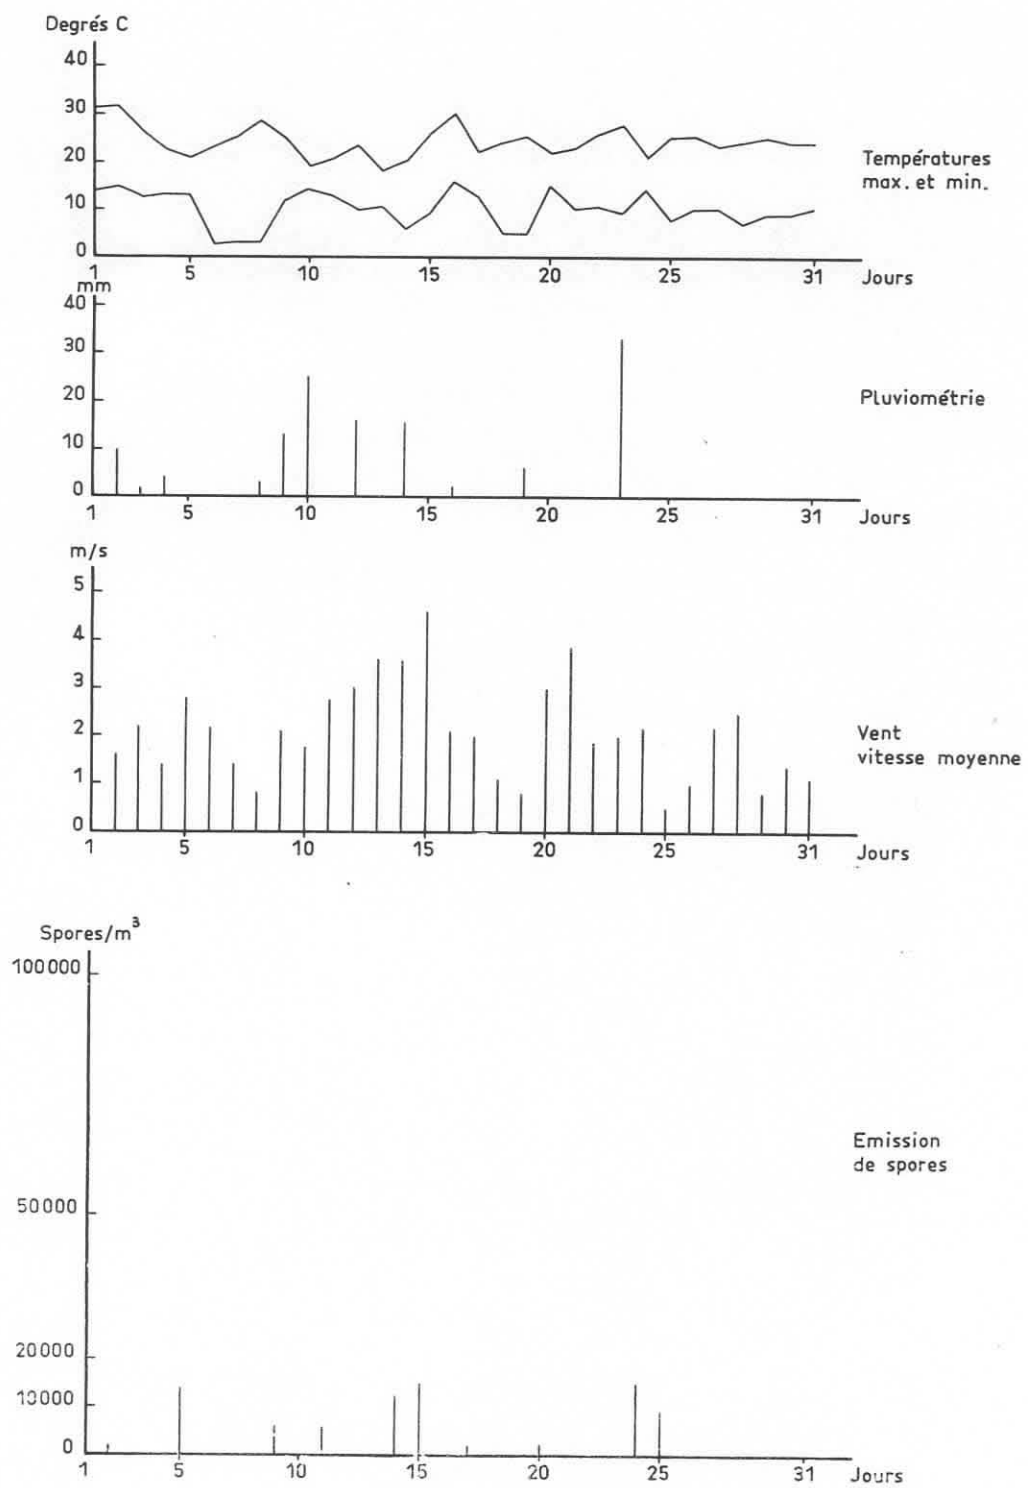 Degrés C
40
30
20
10
0
1 5 10 15 20 25 31 Jours
Températures
max. et min.
mm
40
30
20
10
0
1 5 10 15 20 25 31 Jours
Pluviométrie
m/s
5
4
3
2
1
0
1 5 10 15 20 25 31 Jours
Vent
vitesse moyenne
Spores/m³
100000
50000
20000
10000
0
1 5 10 15 20 25 31 Jours
Emission
de spores